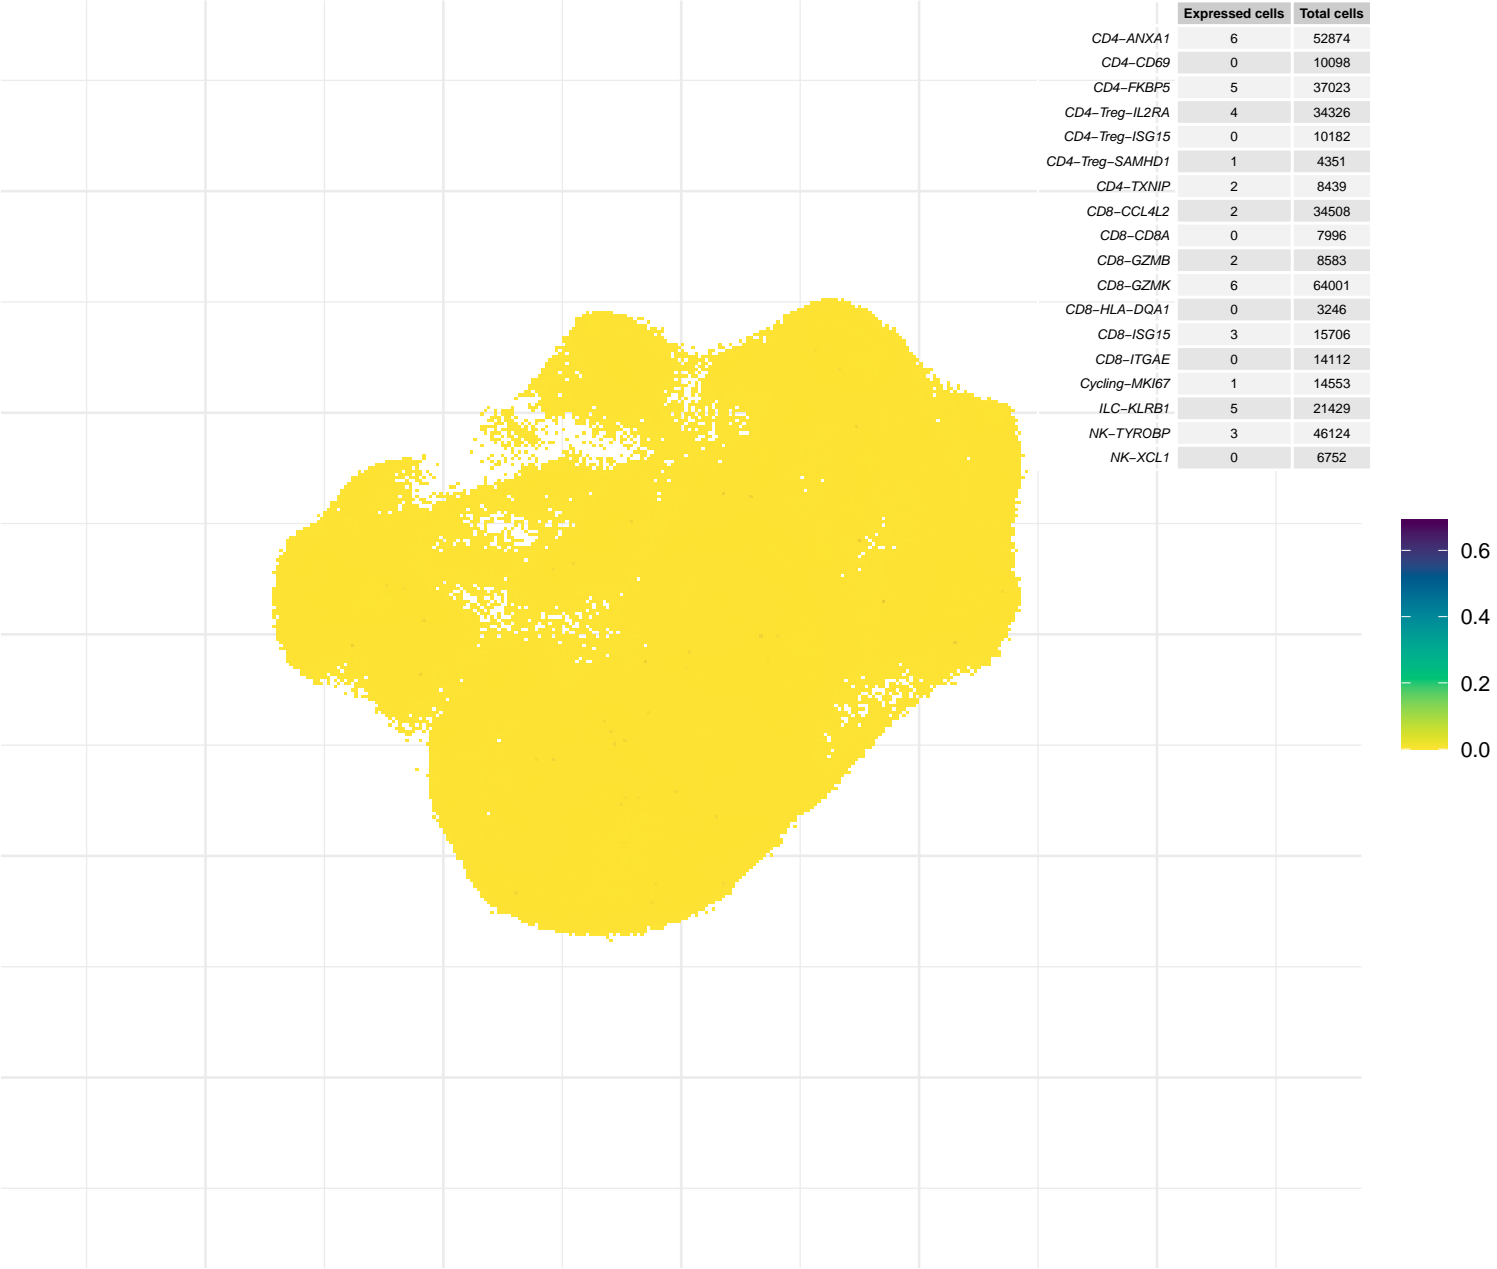 Expressed cells Total cells
CD4−ANXA1 6 52874
CD4−CD69 0 10098
CD4−FKBP5 5 37023
CD4−Treg−IL2RA 4 34326
CD4−Treg−ISG15 0 10182
CD4−Treg−SAMHD1 1 4351
CD4−TXNIP 2 8439
CD8−CCL4L2 2 34508
CD8−CD8A 0 7996
CD8−GZMB 2 8583
CD8−GZMK 6 64001
CD8−HLA−DQA1 0 3246
CD8−ISG15 3 15706
CD8−ITGAE 0 14112
Cycling−MKI67 1 14553
ILC−KLRB1 5 21429
NK−TYROBP 3 46124
NK−XCL1 0 6752
0.6
0.4
0.2
0.0